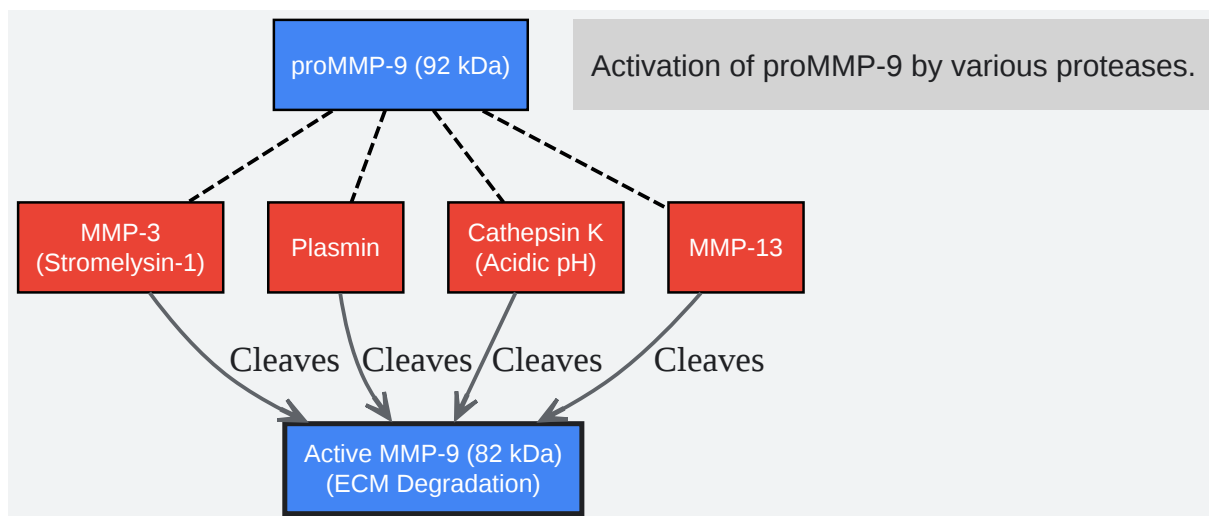 proMMP-9 (92 kDa)
Activation of proMMP-9 by various proteases.
MMP-3
(Stromelysin-1)
Plasmin
Cathepsin K
(Acidic pH)
MMP-13
Cleaves
Cleaves
Cleaves
Cleaves
Active MMP-9 (82 kDa)
(ECM Degradation)